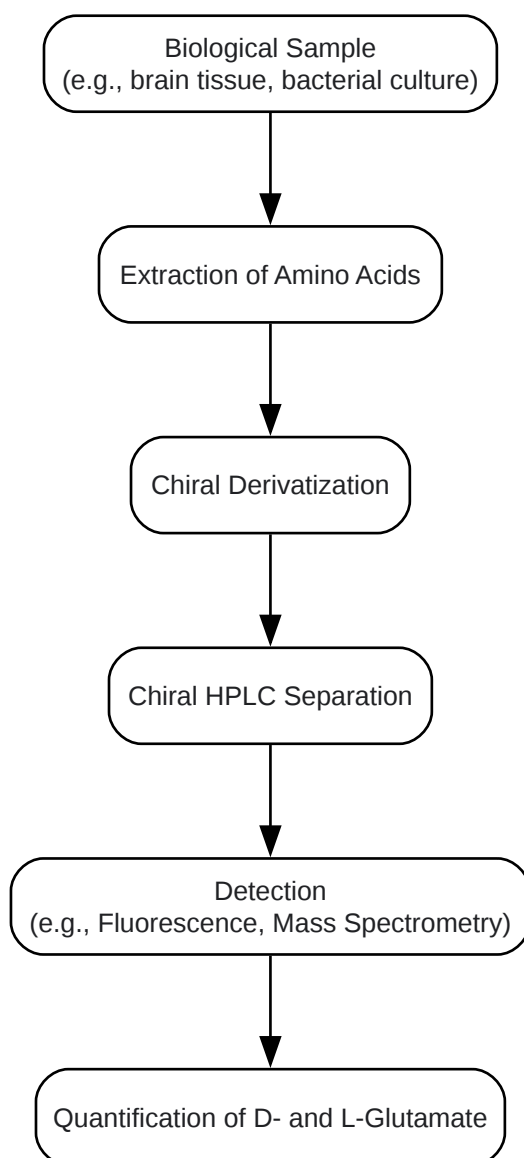 Biological Sample
(e.g., brain tissue, bacterial culture)
Extraction of Amino Acids
Chiral Derivatization
Chiral HPLC Separation
Detection
(e.g., Fluorescence, Mass Spectrometry)
Quantification of D- and L-Glutamate